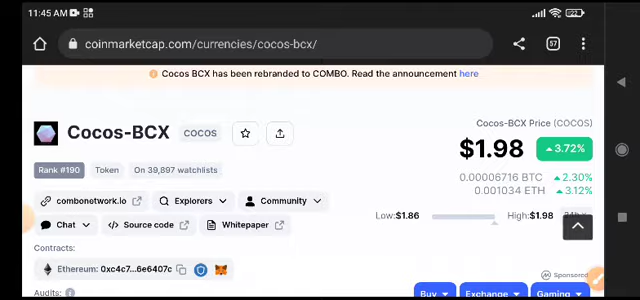 11:45 AM
22
coinmarketcap.com/currencies/cocos-bcx/
57
Cocos BCX has been rebranded to COMBO. Read the announcement here
Cocos-BCX COCOS
Cocos-BCX Price (COCOS)
$1.98 3.72%
Rank #190 Token On 39,897 watchlists
0.00006716 BTC 2.30%
0.001034 ETH 3.12%
combonetwork.io Explorers Community
Low:$1.86 High:$1.98
Chat Source code Whitepaper
Contracts:
Ethereum: 0xc4c7...6e6407c
Sponsored
Audits:
Buy Exchange Gaming